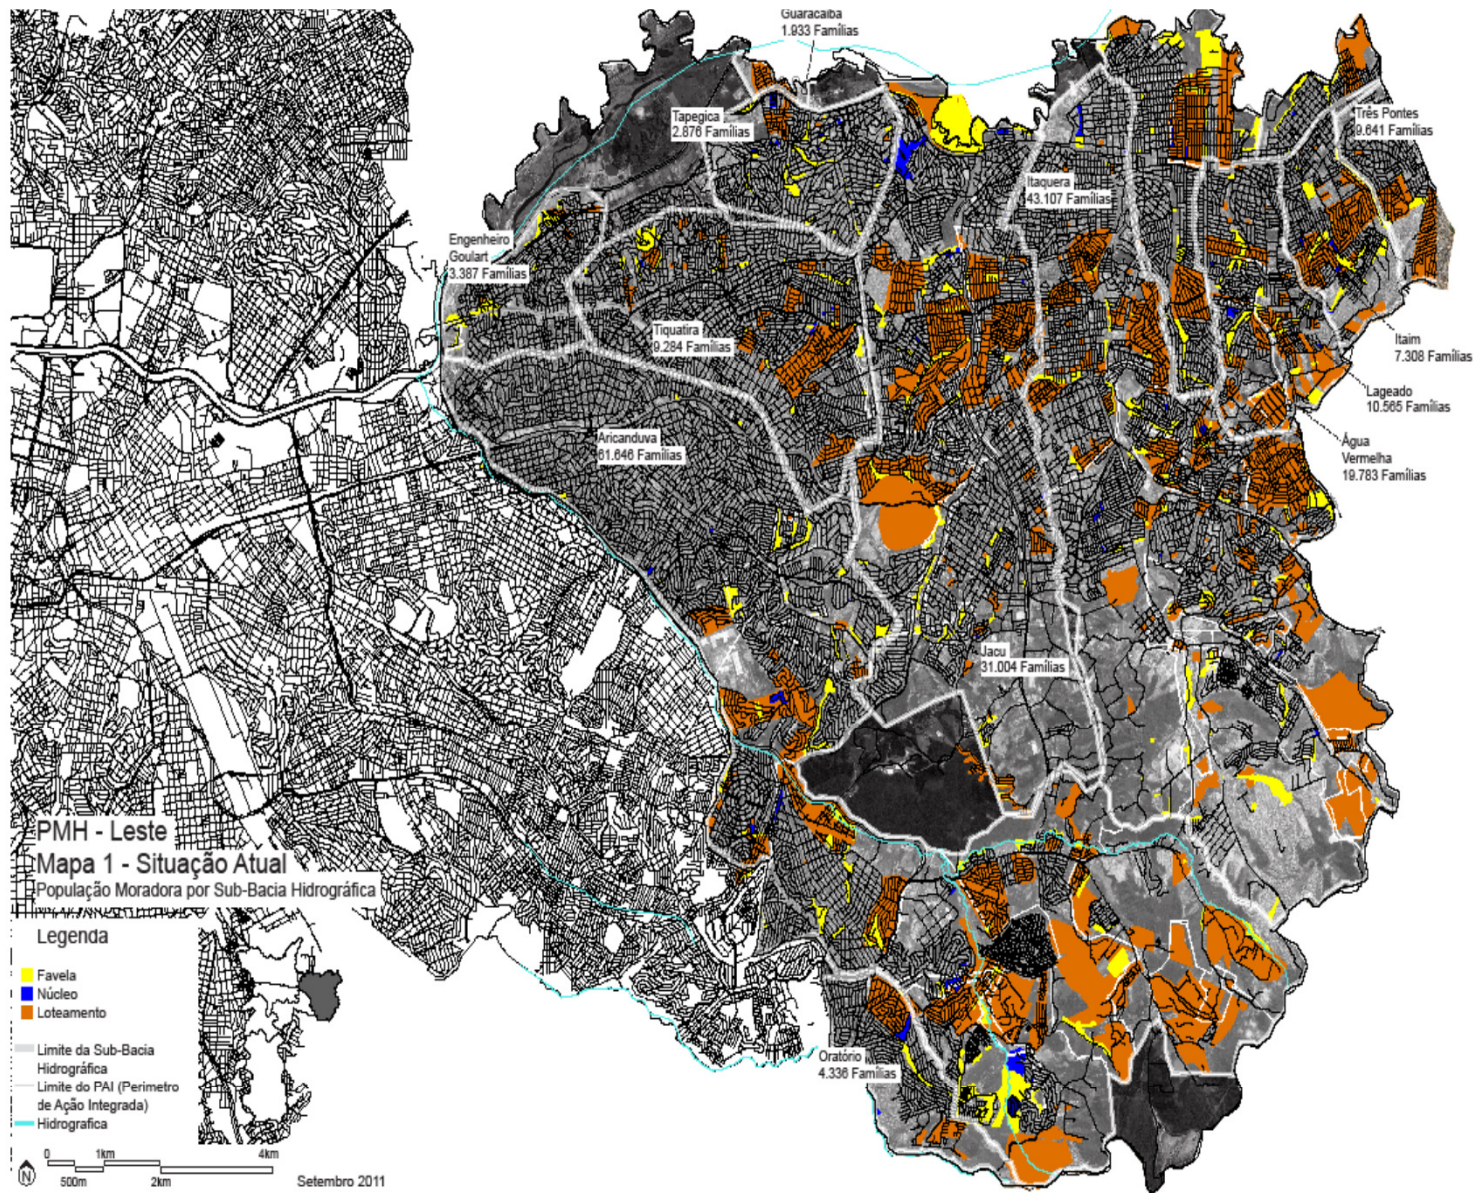 Guaracaiba
1.933 Famílias
Tapegica
2.876 Famílias
Três Pontes
9.641 Famílias
Itaquera
43.107 Famílias
Engenheiro
Goulart
3.387 Famílias
Tiquatira
9.284 Famílias
Itaim
7.308 Famílias
Lageado
10.565 Famílias
Aricanduva
61.646 Famílias
Água
Vermelha
19.783 Famílias
Jacu
31.004 Famílias
Oratório
4.336 Famílias
PMH - Leste
Mapa 1 - Situação Atual
População Moradora por Sub-Bacia Hidrográfica
Legenda
Favela
Núcleo
Loteamento
Limite da Sub-Bacia
Hidrográfica
Limite do PAI (Perimetro
de Ação Integrada)
Hidrografica
0 1km 4km
500m 2km
N
Setembro 2011